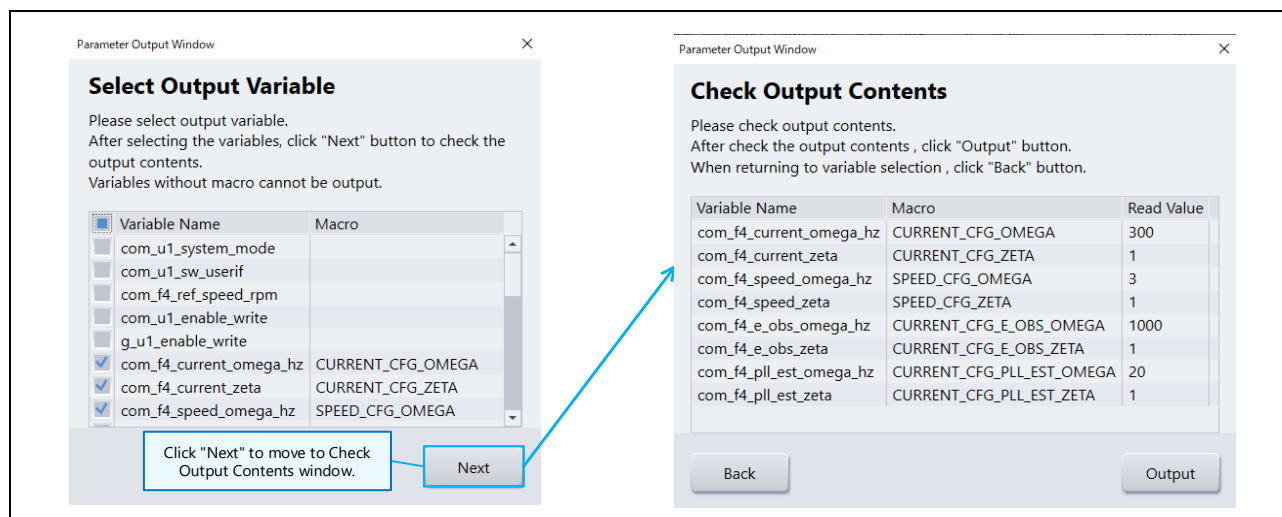 Parameter Output Window
Select Output Variable
Please select output variable.
After selecting the variables, click "Next" button to check the
output contents.
Variables without macro cannot be output.
Variable Name Macro
com_u1_system_mode
com_u1_sw_userif
com_f4_ref_speed_rpm
com_u1_enable_write
g_u1_enable_write
com_f4_current_omega_hz CURRENT_CFG_OMEGA
com_f4_current_zeta CURRENT_CFG_ZETA
com_f4_speed_omega_hz SPEED_CFG_OMEGA
Click "Next" to move to Check
Output Contents window.
Next
Parameter Output Window
Check Output Contents
Please check output contents.
After check the output contents , click "Output" button.
When returning to variable selection , click "Back" button.
Variable Name Macro Read Value
com_f4_current_omega_hz CURRENT_CFG_OMEGA 300
com_f4_current_zeta CURRENT_CFG_ZETA 1
com_f4_speed_omega_hz SPEED_CFG_OMEGA 3
com_f4_speed_zeta SPEED_CFG_ZETA 1
com_f4_e_obs_omega_hz CURRENT_CFG_E_OBS_OMEGA 1000
com_f4_e_obs_zeta CURRENT_CFG_E_OBS_ZETA 1
com_f4_pll_est_omega_hz CURRENT_CFG_PLL_EST_OMEGA 20
com_f4_pll_est_zeta CURRENT_CFG_PLL_EST_ZETA 1
Back
Output